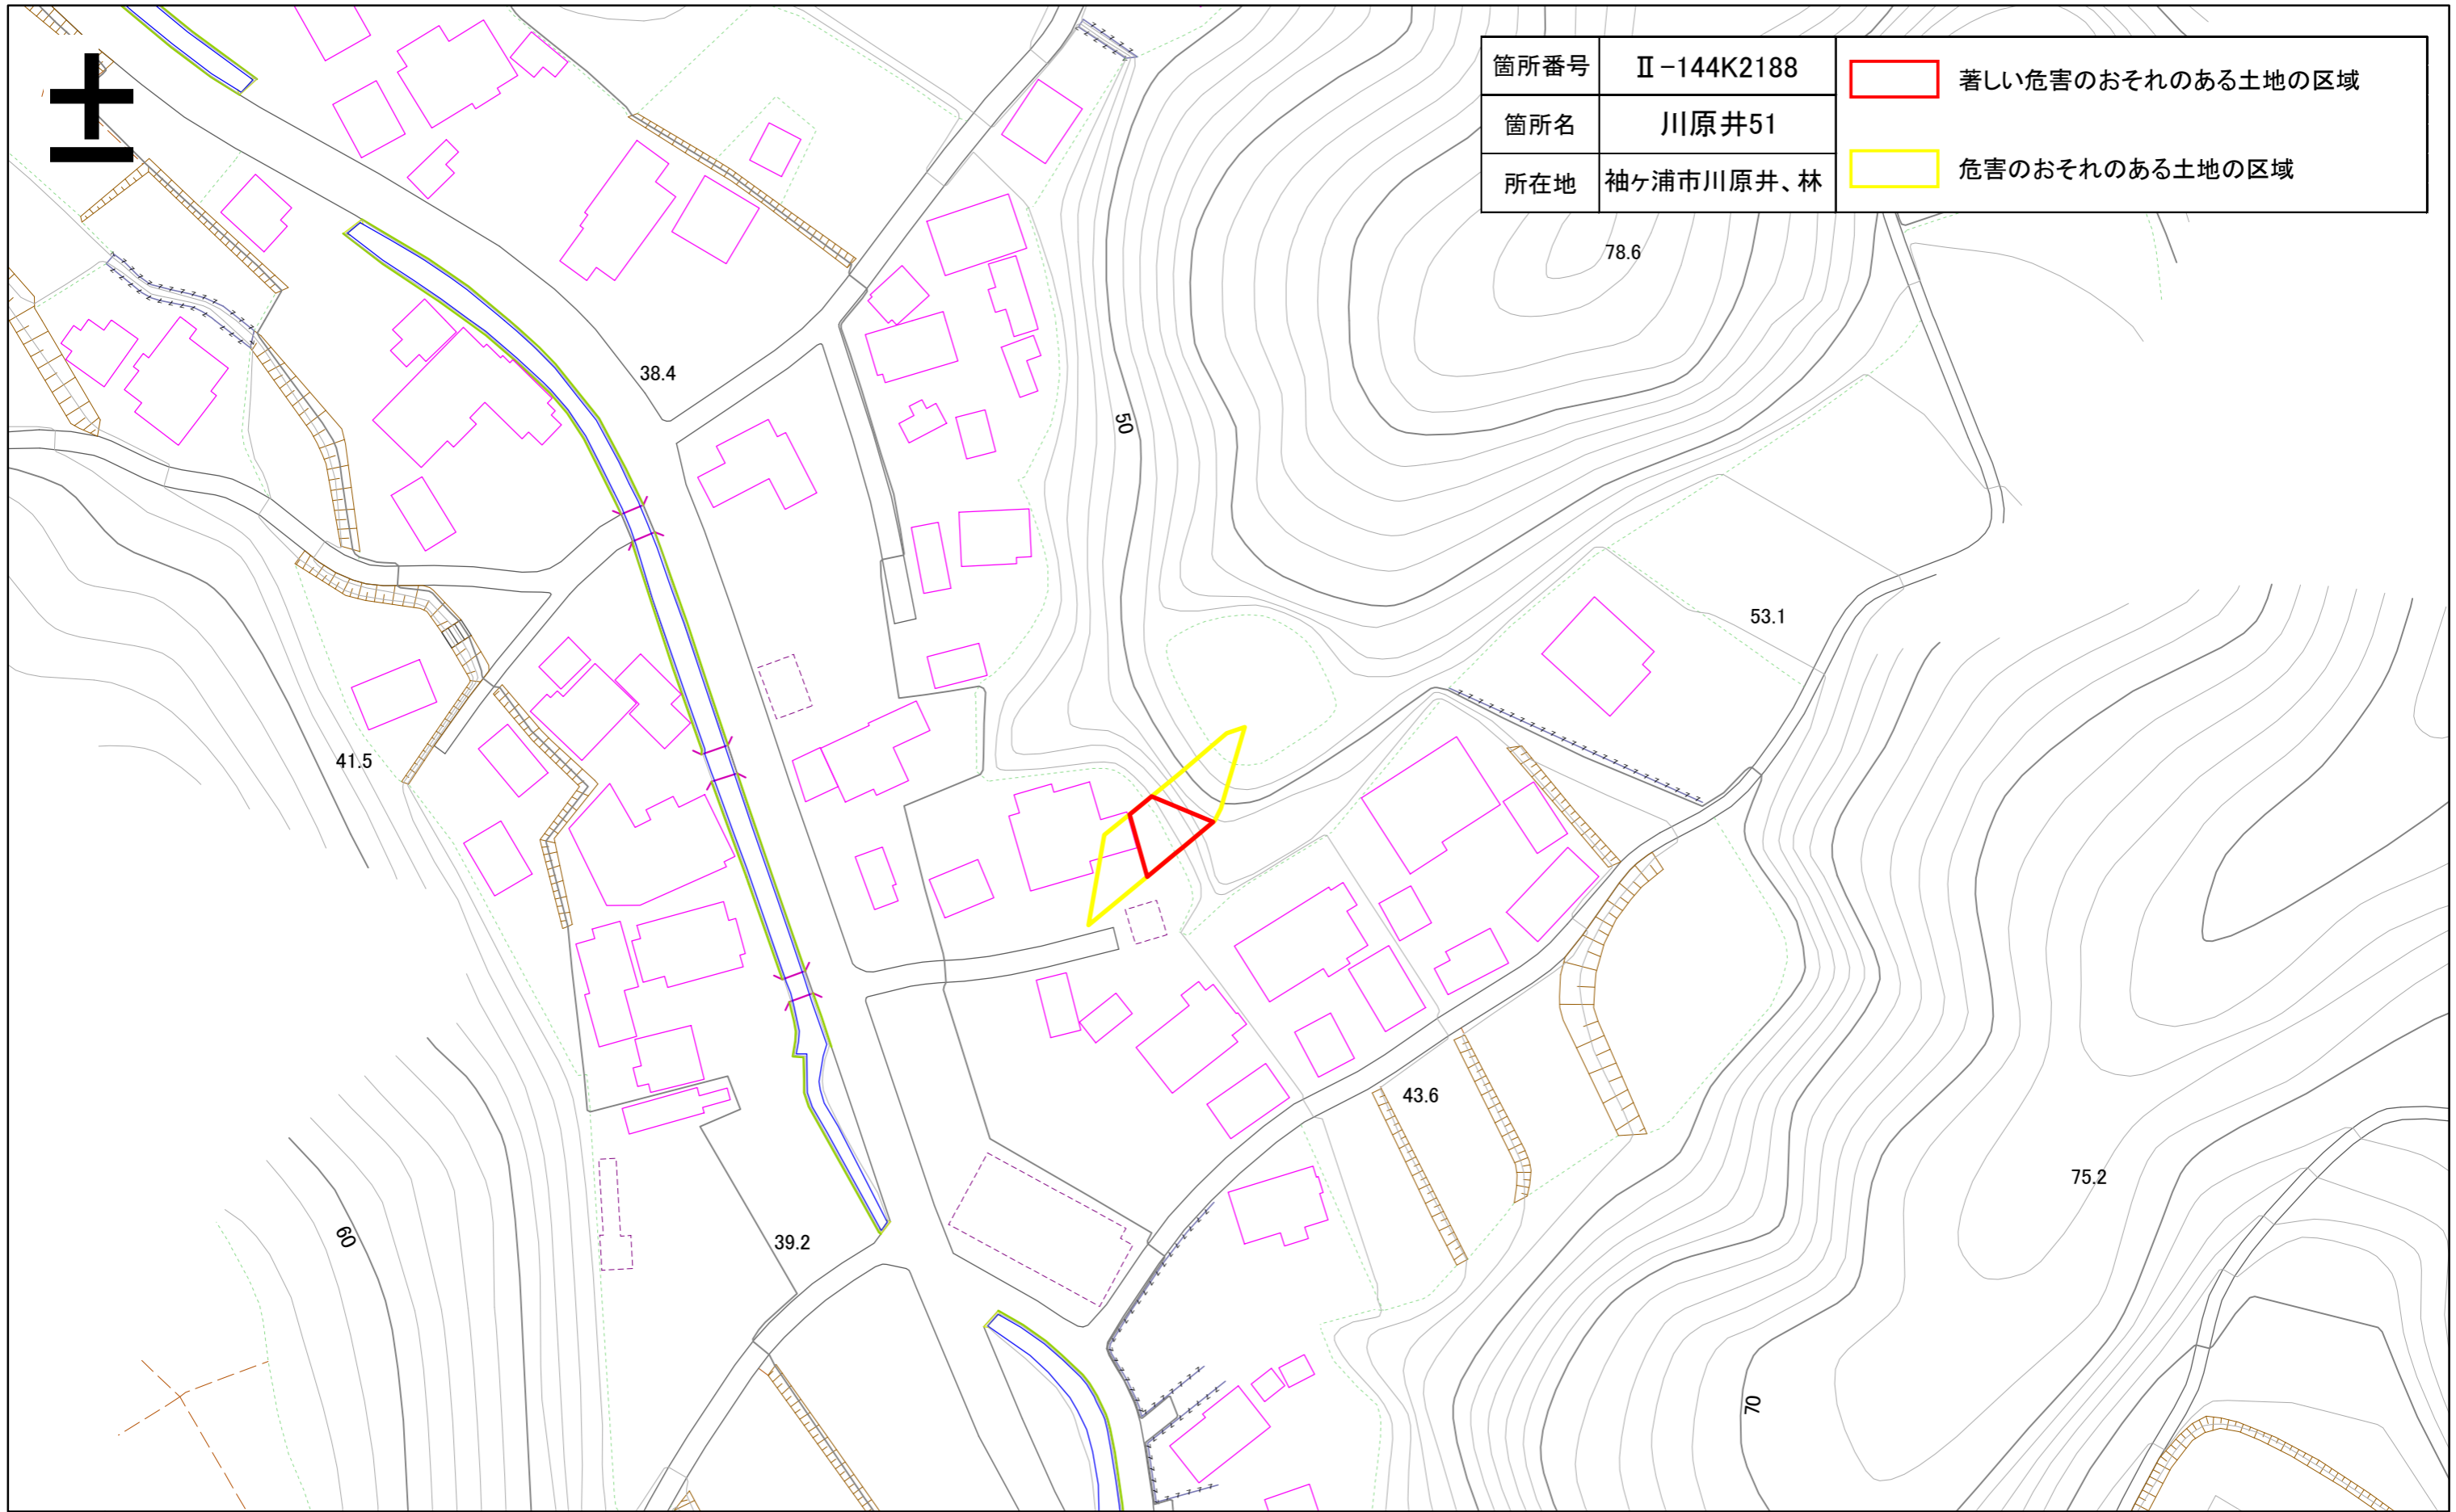 箇所番号 Ⅱ-144K2188
箇所名 川原井51
所在地 袖ヶ浦市川原井、林
著しい危害のおそれのある土地の区域
危害のおそれのある土地の区域
78.6
38.4
50
53.1
41.5
43.6
75.2
60
39.2
70